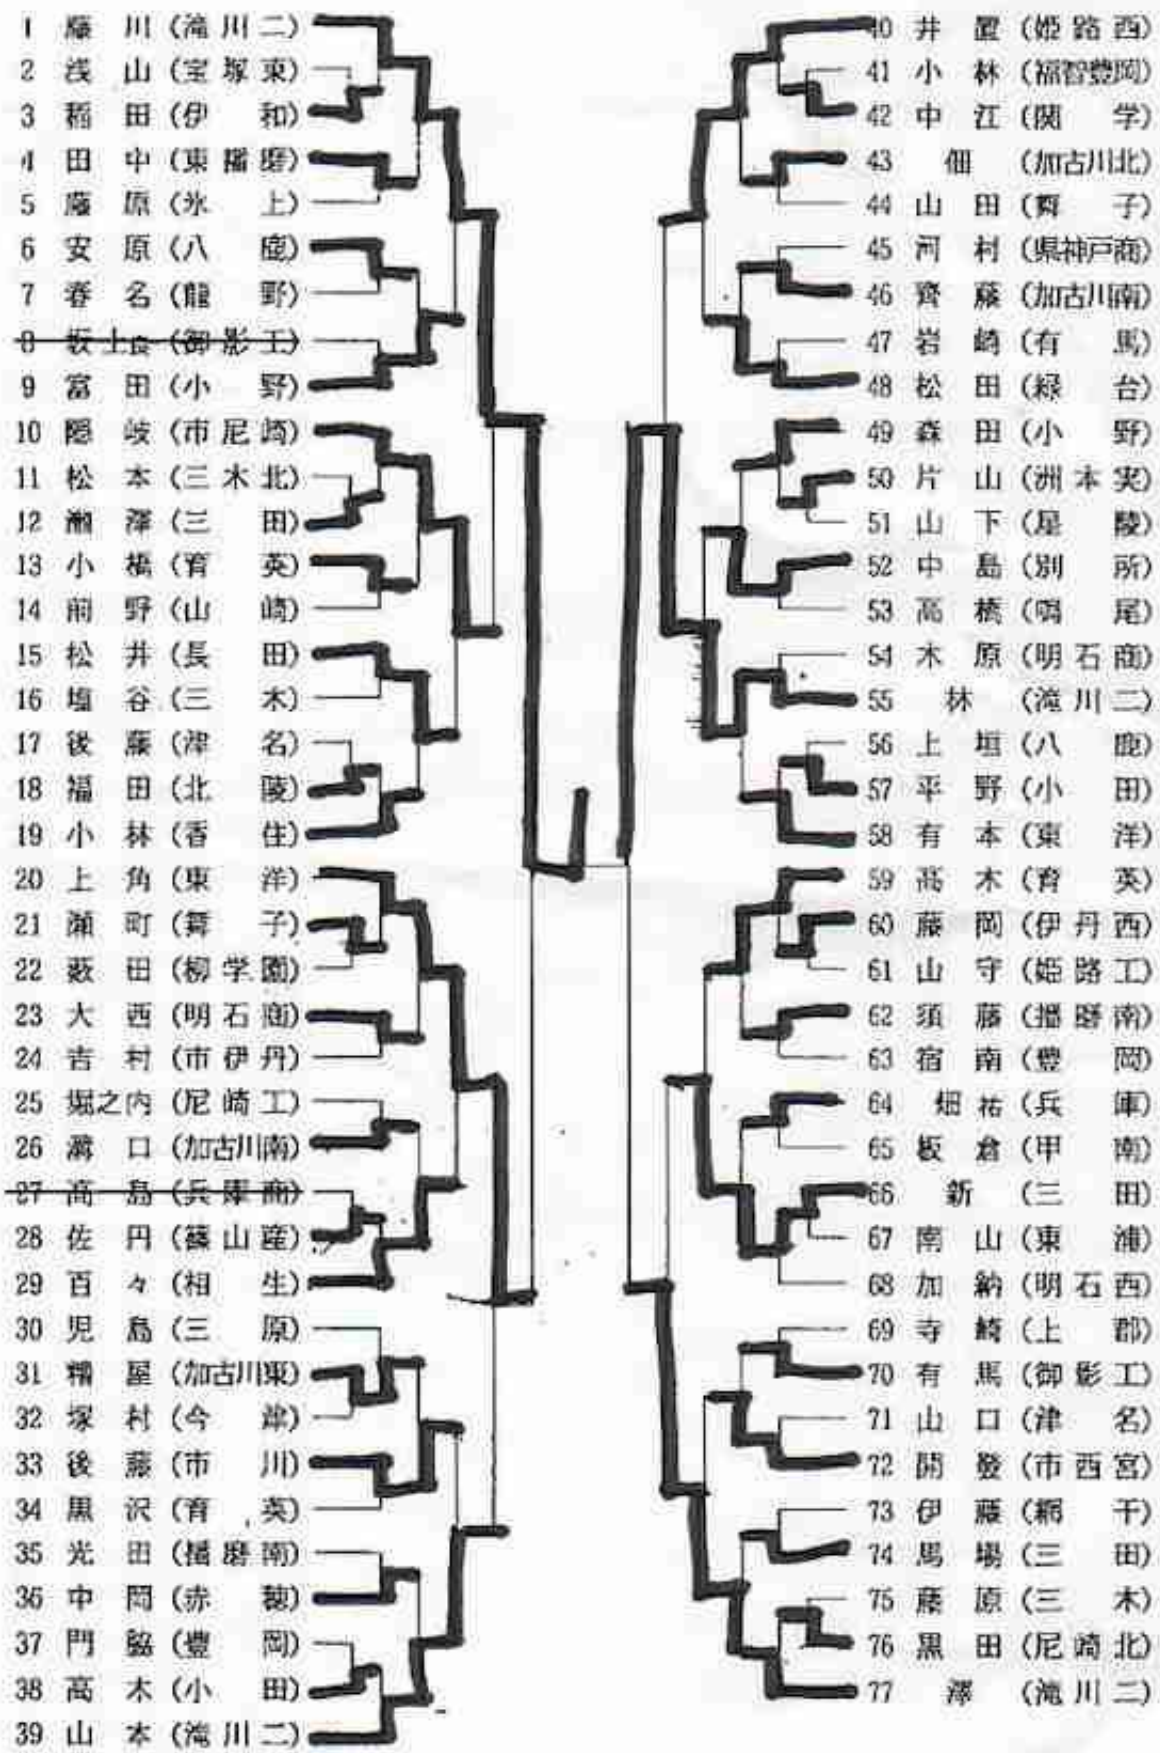 1 藤川 (滝川二)
2 浅山 (宝塚東)
3 稲田 (伊和)
4 田中 (東播磨)
5 藤原 (氷上)
6 安原 (八鹿)
7 春名 (龍野)
8 坂上良 (御影工)
9 富田 (小野)
10 隠岐 (市尼崎)
11 松本 (三木北)
12 瀬澤 (三田)
13 小橋 (育英)
14 前野 (山崎)
15 松井 (長田)
16 塩谷 (三木)
17 後藤 (津名)
18 福田 (北陵)
19 小林 (香住)
20 上角 (東洋)
21 瀬町 (舞子)
22 薮田 (柳学園)
23 大西 (明石商)
24 吉村 (市伊丹)
25 堀之内 (尼崎工)
26 溝口 (加古川南)
27 高島 (兵庫商)
28 佐円 (篠山産)
29 百々 (相生)
30 児島 (三原)
31 糟屋 (加古川東)
32 塚村 (今津)
33 後藤 (市川)
34 黒沢 (育英)
35 光田 (播磨南)
36 中岡 (赤穂)
37 門脇 (豊岡)
38 高木 (小田)
39 山本 (滝川二)
40 井置 (姫路西)
41 小林 (福智豊岡)
42 中江 (関学)
43 佃 (加古川北)
44 山田 (舞子)
45 河村 (県神戸商)
46 齊藤 (加古川南)
47 岩崎 (有馬)
48 松田 (緑台)
49 森田 (小野)
50 片山 (洲本実)
51 山下 (星陵)
52 中島 (別所)
53 高橋 (鳴尾)
54 木原 (明石商)
55 林 (滝川二)
56 上垣 (八鹿)
57 平野 (小田)
58 有本 (東洋)
59 高木 (育英)
60 藤岡 (伊丹西)
61 山守 (姫路工)
62 須藤 (播磨南)
63 宿南 (豊岡)
64 畑祐 (兵庫)
65 板倉 (甲南)
66 新 (三田)
67 南山 (東浦)
68 加納 (明石西)
69 寺崎 (上郡)
70 有馬 (御影工)
71 山口 (津名)
72 開發 (市西宮)
73 伊藤 (網干)
74 馬場 (三田)
75 藤原 (三木)
76 黒田 (尼崎北)
77 澤 (滝川二)